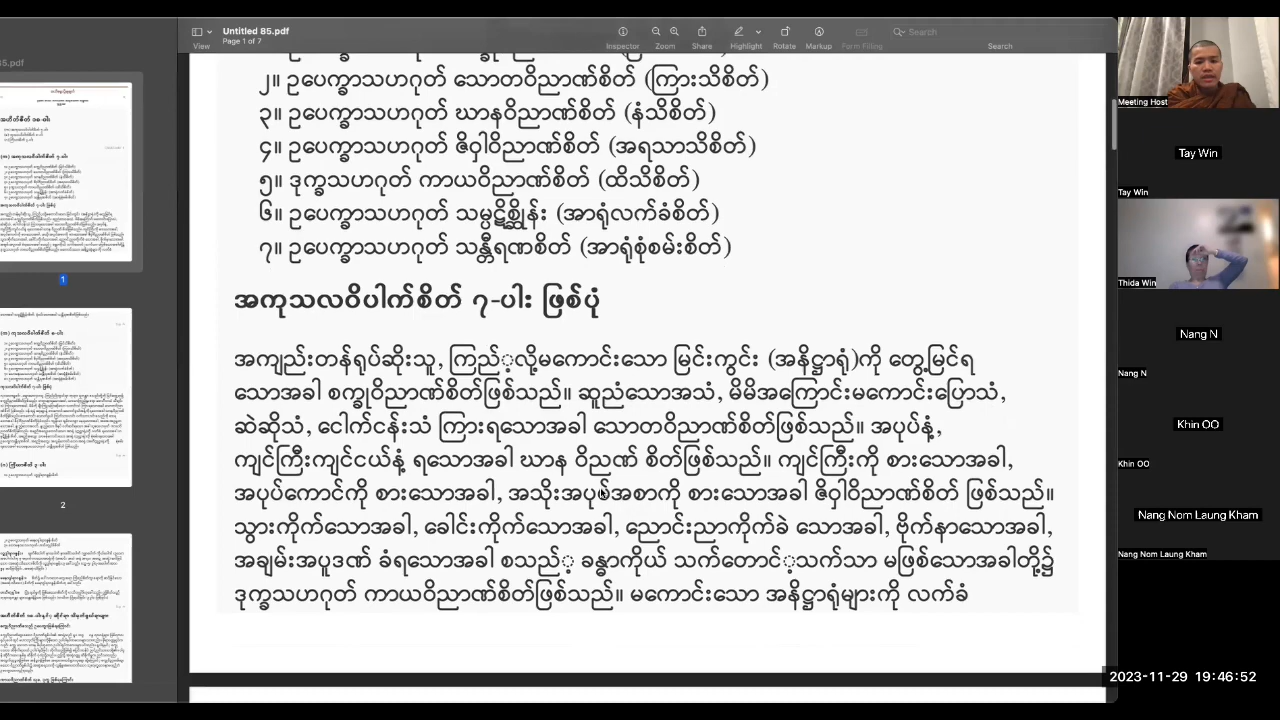 85.pdf
Untitled 85.pdf
Page 1 of 7
View
Inspector
Zoom
Share
Highlight
Rotate
Markup
Form Filling
Search
Search
၂။ ဥပေက္ခာသဟဂုတ် သောတဝိညာဏ်စိတ် (ကြားသိစိတ်)
၃။ ဥပေက္ခာသဟဂုတ် ဃာနဝိညာဏ်စိတ် (နံသိစိတ်)
၄။ ဥပေက္ခာသဟဂုတ် ဇိဝှါဝိညာဏ်စိတ် (အရသာသိစိတ်)
၅။ ဒုက္ခသဟဂုတ် ကာယဝိညာဏ်စိတ် (ထိသိစိတ်)
၆။ ဥပေက္ခာသဟဂုတ် သမ္ပဋိစ္ဆိုန်း (အာရုံလက်ခံစိတ်)
၇။ ဥပေက္ခာသဟဂုတ် သန္တီရဏစိတ် (အာရုံစုံစမ်းစိတ်)
အကုသလဝိပါက်စိတ် ၇-ပါး ဖြစ်ပုံ
အကျည်းတန်ရုပ်ဆိုးသူ, ကြည်ႛလို့မကောင်းသော မြင်းကွင်း (အနိဋ္ဌာရုံ)ကို တွေ့မြင်ရ
သောအခါ စက္ခုဝိညာဏ်စိတ်ဖြစ်သည်။ ဆူညံသောအသံ, မိမိအကြောင်းမကောင်းပြောသံ,
ဆဲဆိုသံ, ငေါက်ငန်းသံ ကြားရသောအခါ သောတဝိညာဏစိတ်ဖြစ်သည်။ အပုပ်နံ့,
ကျင်ကြီးကျင်ငယ်နံ့ ရသောအခါ ဃာန ဝိညဏ် စိတ်ဖြစ်သည်။ ကျင်ကြီးကို စားသောအခါ,
အပုပ်ကောင်ကို စားသောအခါ, အသိုးအပုပ်အစာကို စားသောအခါ ဇိဝှါဝိညာဏ်စိတ် ဖြစ်သည်။
သွားကိုက်သောအခါ, ခေါင်းကိုက်သောအခါ, ညောင်းညာကိုက်ခဲ သောအခါ, ဗိုက်နာသောအခါ,
အချမ်းအပူဒဏ် ခံရသောအခါ စသည် ့ ခန္ဓာကိုယ် သက်တောင် ့သက်သာ မဖြစ်သောအခါတို့၌
ဒုက္ခသဟဂုတ် ကာယဝိညာဏ်စိတ်ဖြစ်သည်။ မကောင်းသော အနိဋ္ဌာရုံများကို လက်ခံ
1
2
Meeting Host
Tay Win
Tay Win
Thida Win
Nang N
Nang N
Khin OO
Khin OO
Nang Nom Laung Kham
Nang Nom Laung Kham
2023-11-29 19:46:52